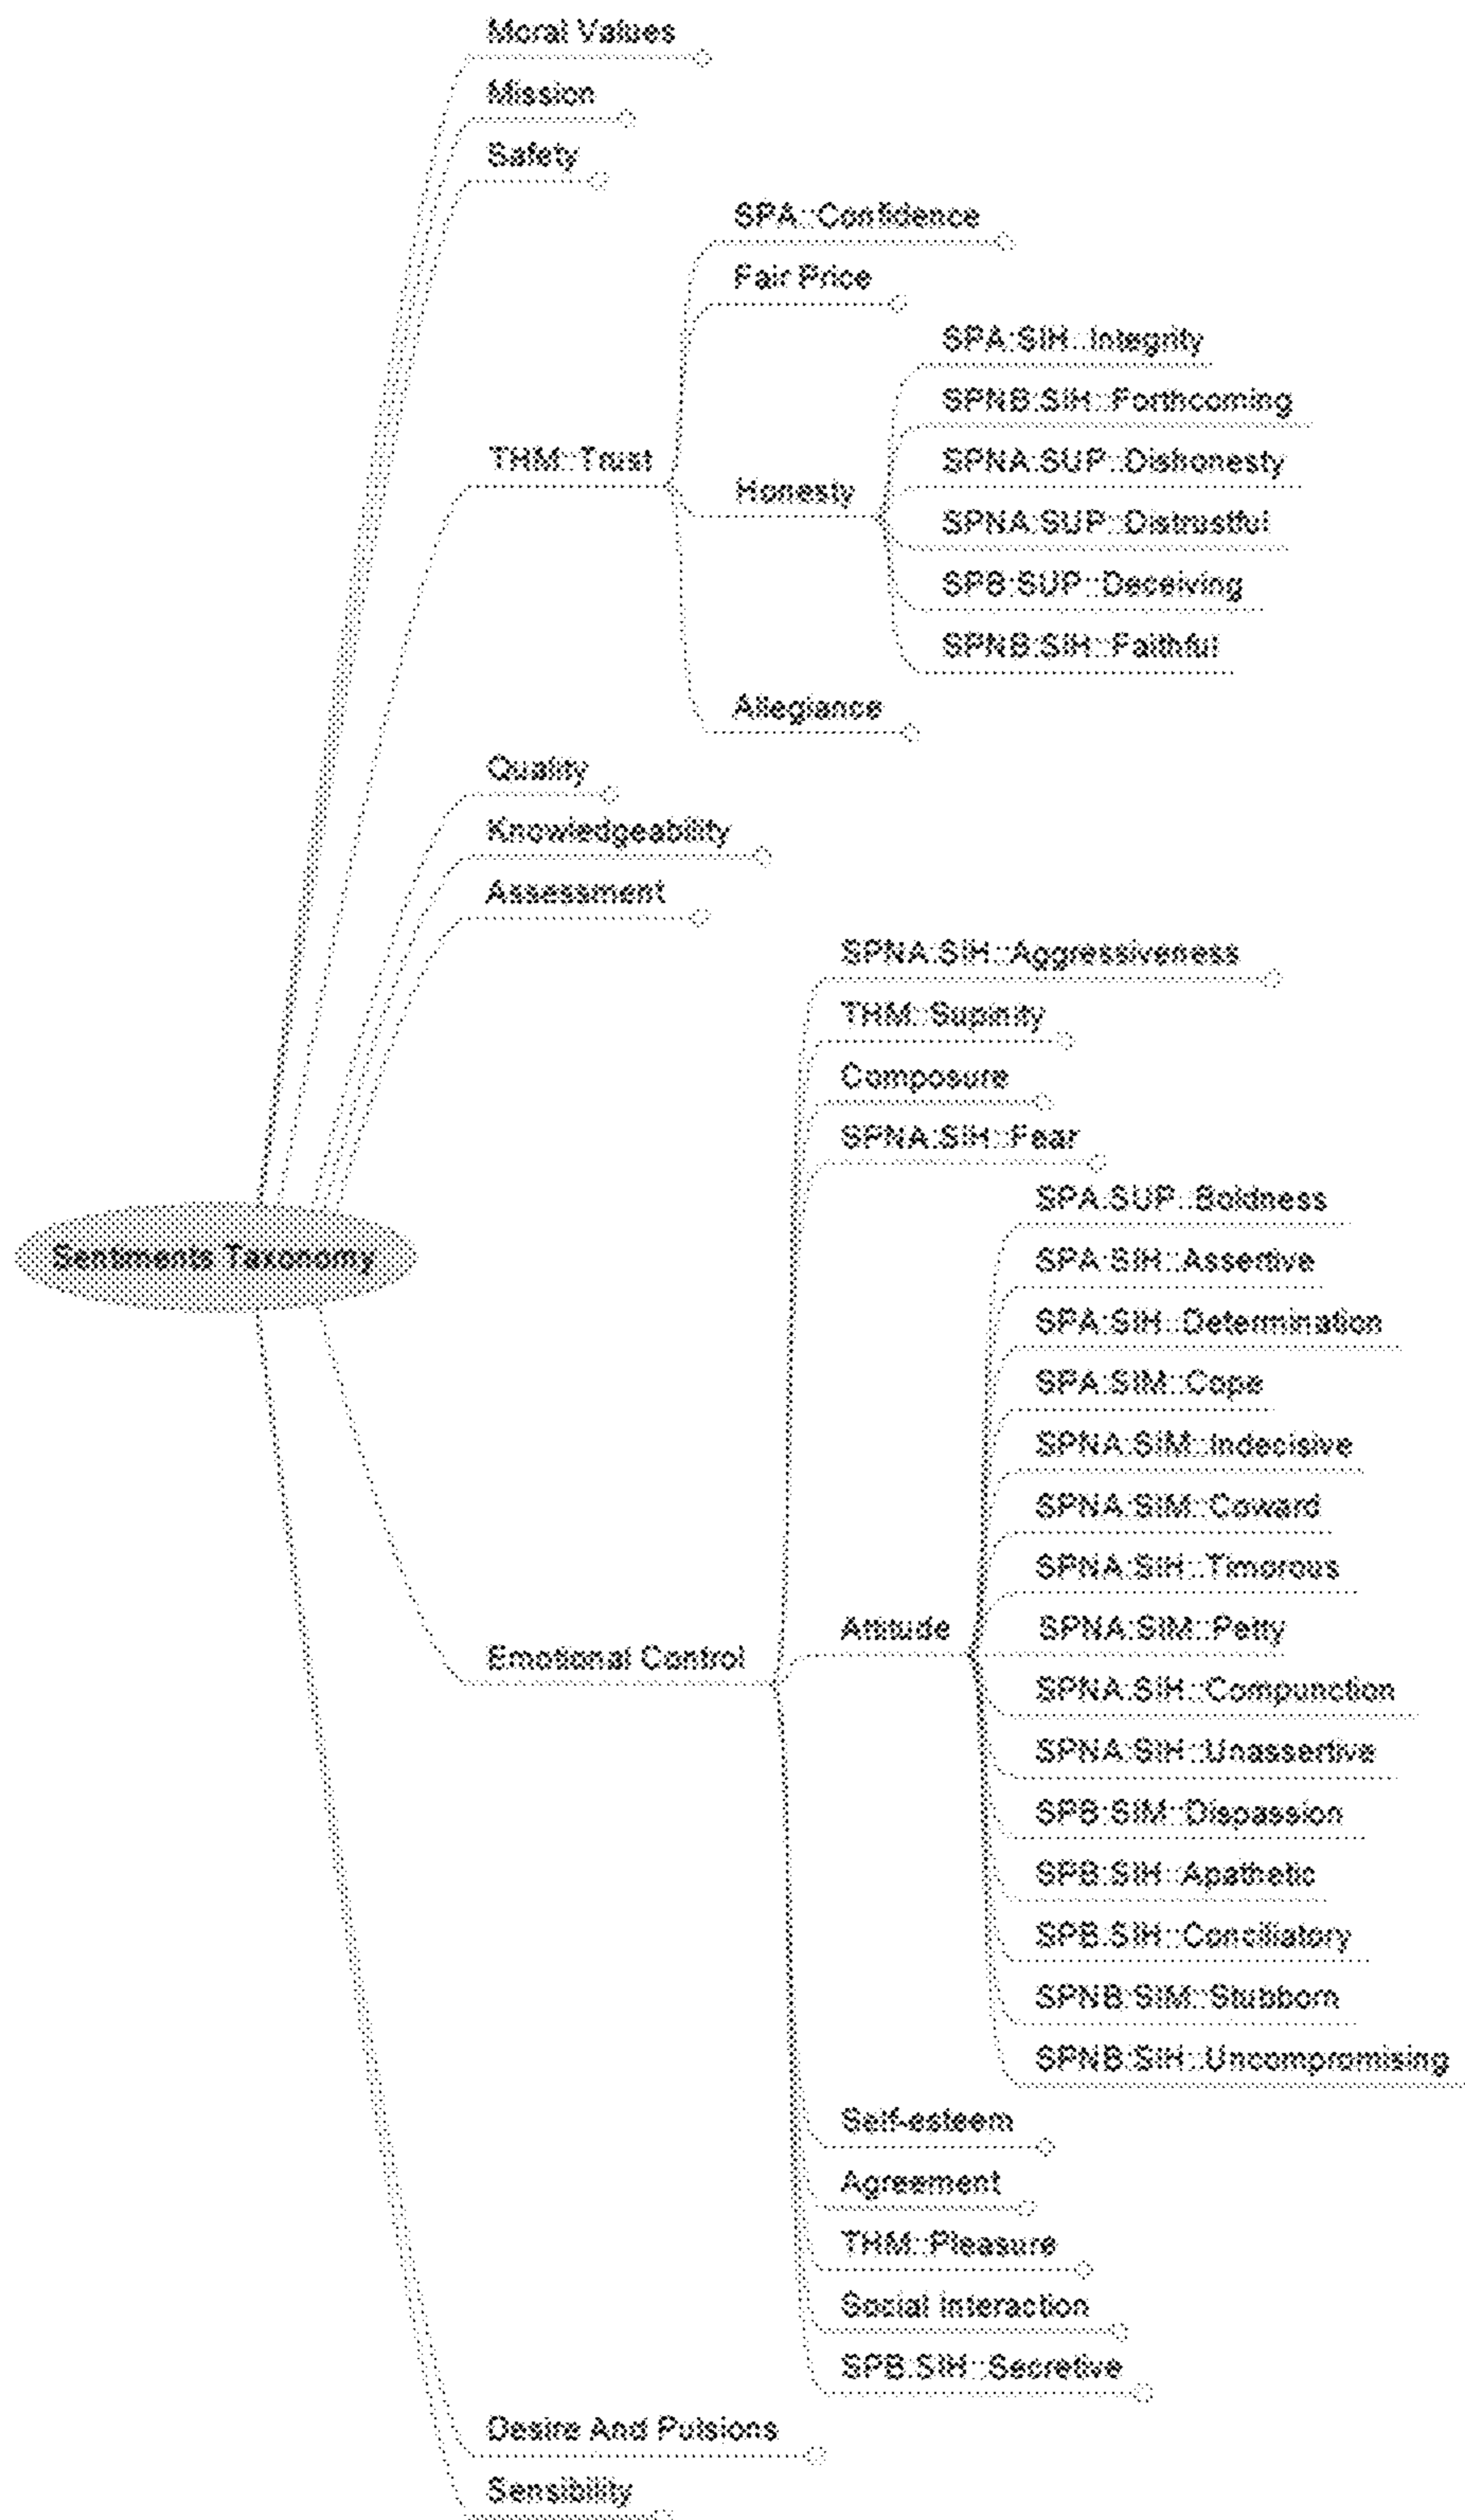 Moral Values
Mission
Safety
SPA::Confidence
Fair Price
SPA:SIH::Integrity
SPNB:SIH::Forthcoming
THM::Trust
SPNA:SUP::Dishonesty
Honesty
SPNA:SUP::Distrustful
SPB:SUP::Deceiving
SPNB:SIH::Faithful
Allegiance
Quality
Knowledgeability
Assessment
SPNA:SIH::Aggressiveness
THM::Supinity
Composure
SPNA:SIH::Fear
SPA:SUP::Boldness
Sentiments Taxonomy
SPA:SIH::Assertive
SPA:SIH::Determination
SPA:SIM::Cope
SPNA:SIM::Indecisive
SPNA:SIM::Coward
SPNA:SIH::Timorous
Attitude
SPNA:SIM::Petty
Emotional Control
SPNA:SIH::Compunction
SPNA:SIH::Unassertive
SPB:SIM::Dispassion
SPB:SIH::Apathetic
SPB:SIH::Conciliatory
SPNB:SIM::Stubborn
SPNB:SIH::Uncompromising
Self-esteem
Agreement
THM::Pleasure
Social Interaction
SPB:SIH::Secretive
Desire And Pulsions
Sensibility